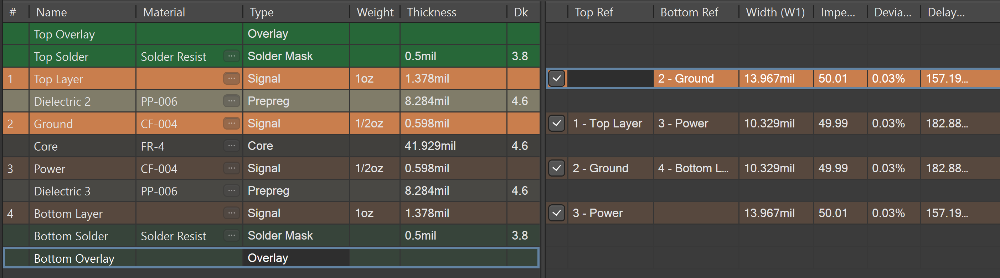 # Name Material Type Weight Thickness Dk Top Ref Bottom Ref Width (W1) Impe... Devia... Delay...
Top Overlay Overlay
Top Solder Solder Resist ... Solder Mask 0.5mil 3.8
1 Top Layer ... Signal 1oz 1.378mil 2 - Ground 13.967mil 50.01 0.03% 157.19...
Dielectric 2 PP-006 ... Prepreg 8.284mil 4.6
2 Ground CF-004 ... Signal 1/2oz 0.598mil 1 - Top Layer 3 - Power 10.329mil 49.99 0.03% 182.88...
Core FR-4 ... Core 41.929mil 4.6
3 Power CF-004 ... Signal 1/2oz 0.598mil 2 - Ground 4 - Bottom L... 10.329mil 49.99 0.03% 182.88...
Dielectric 3 PP-006 ... Prepreg 8.284mil 4.6
4 Bottom Layer ... Signal 1oz 1.378mil 3 - Power 13.967mil 50.01 0.03% 157.19...
Bottom Solder Solder Resist ... Solder Mask 0.5mil 3.8
Bottom Overlay Overlay